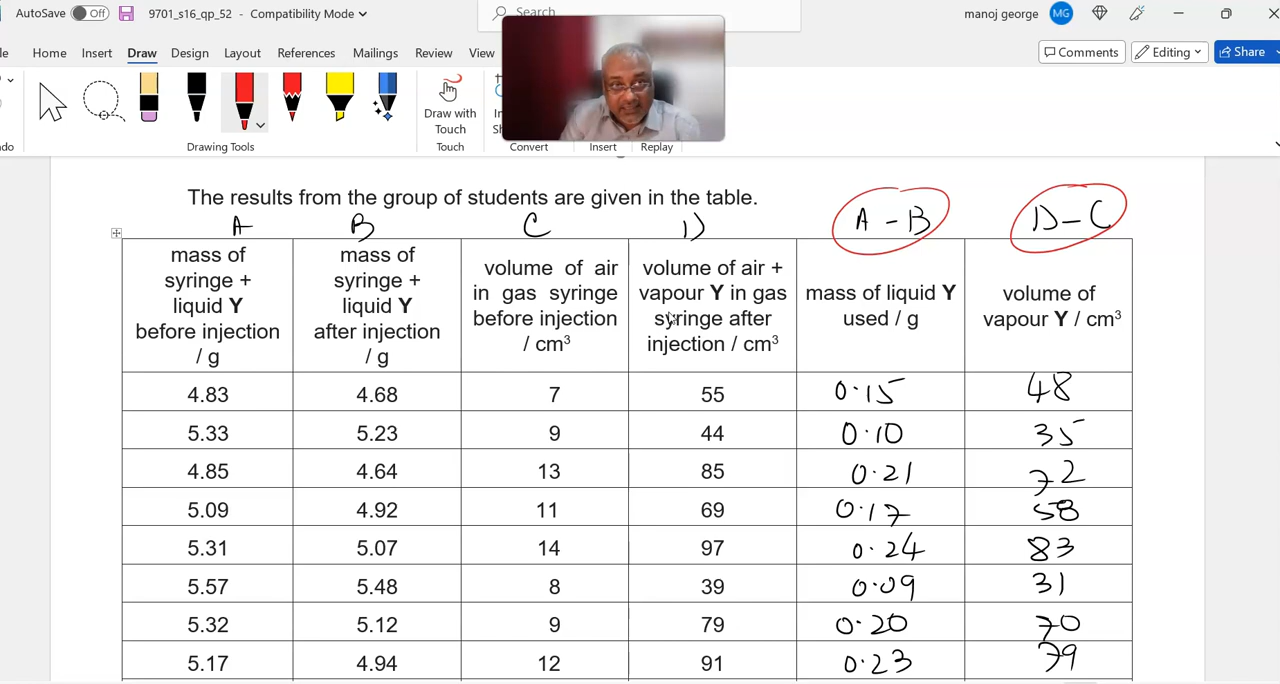 AutoSave Off 9701_s16_qp_52 - Compatibility Mode Search manoj george MG
Home Insert Draw Design Layout References Mailings Review View Comments Editing Share
Draw with Touch
Touch
Drawing Tools
Convert
Insert
Replay
The results from the group of students are given in the table.
A B C D A - B D - C
mass of syringe + liquid Y before injection / g
mass of syringe + liquid Y after injection / g
volume of air in gas syringe before injection / cm³
volume of air + vapour Y in gas syringe after injection / cm³
mass of liquid Y used / g
volume of vapour Y / cm³
4.83 4.68 7 55 0.15 48
5.33 5.23 9 44 0.10 35
4.85 4.64 13 85 0.21 72
5.09 4.92 11 69 0.17 58
5.31 5.07 14 97 0.24 83
5.57 5.48 8 39 0.09 31
5.32 5.12 9 79 0.20 70
5.17 4.94 12 91 0.23 79